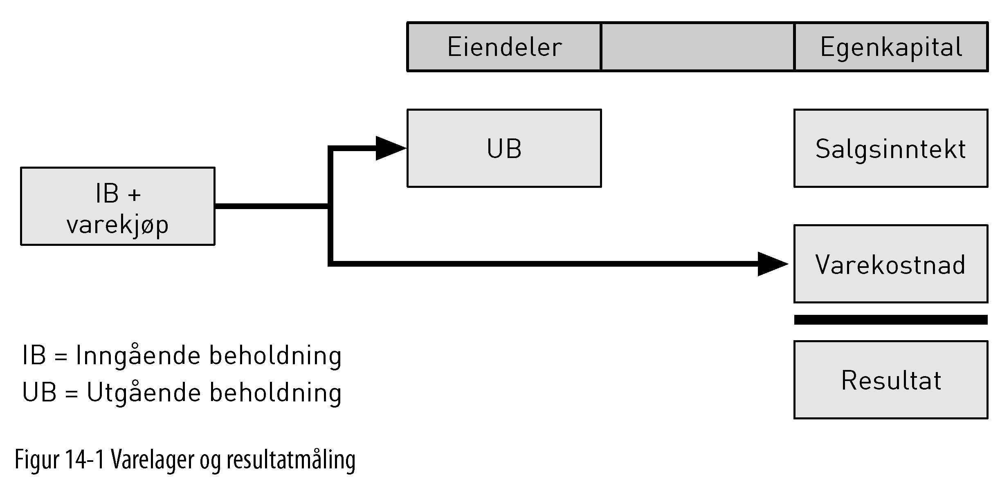 Eiendeler
Egenkapital
UB
Salgsinntekt
IB +
varekjøp
Varekostnad
IB = Inngående beholdning
UB = Utgående beholdning
Resultat
Figur 14-1 Varelager og resultatmåling